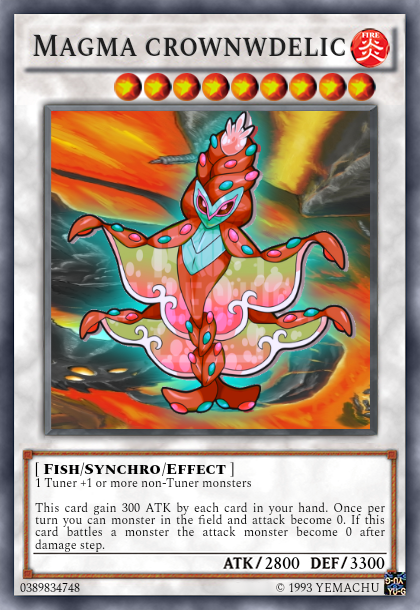 Magma crownwdelic
FIRE
炎
[ Fish/Synchro/Effect ]
1 Tuner +1 or more non-Tuner monsters
This card gain 300 ATK by each card in your hand. Once per
turn you can monster in the field and attack become 0. If this
card battles a monster the attack monster become 0 after
damage step.
ATK / 2800 DEF / 3300
0389834748
© 1993 YEMACHU